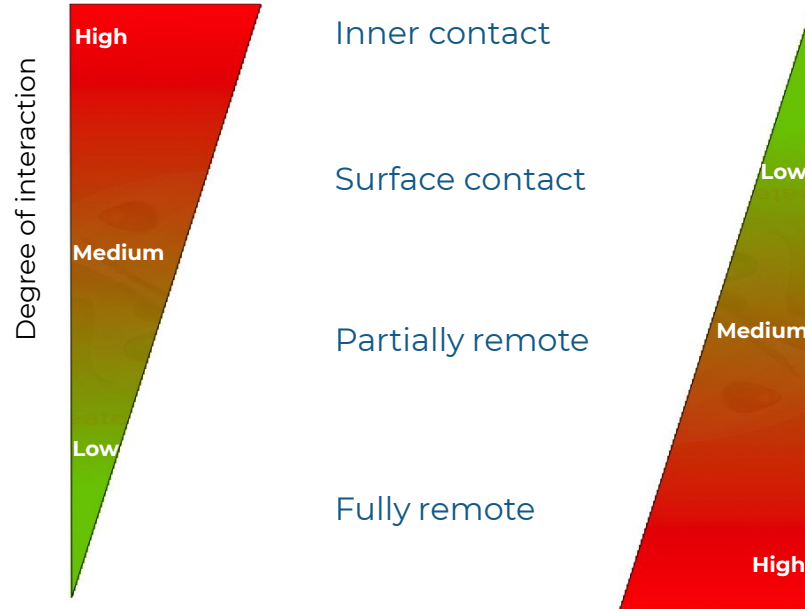 High
Inner contact
Degree of interaction
Surface contact
Low
Medium
Medium
Partially remote
Low
Fully remote
High